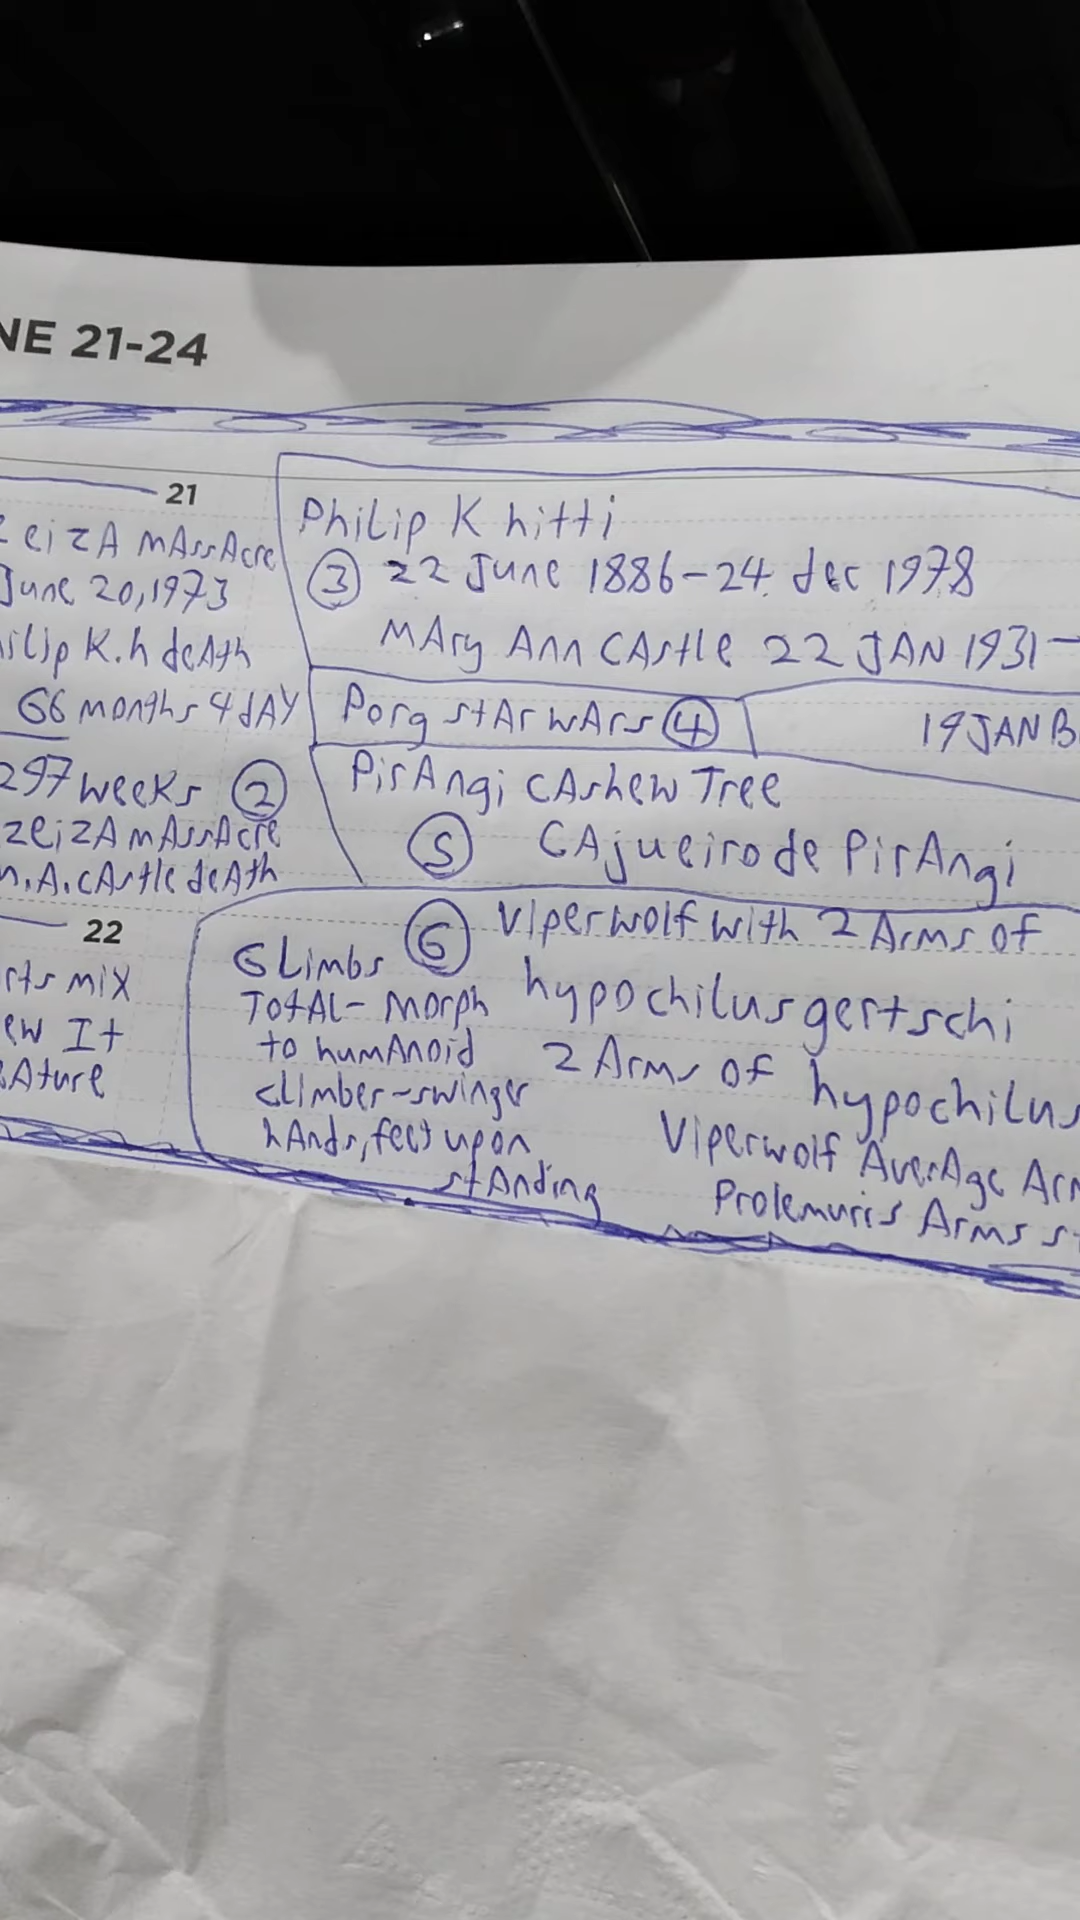 NE 21-24
21
eizA mAssAcre
June 20, 1973
K.h deAth
66 months 4 dAY
297 weeks ②
zeizA mAssAcre
m.A. cAstle deAth
22
mix
It
Philip K hitti
③ 22 June 1886-24 dec 1978
MAry Ann CAstle 22 JAN 1931-
Porg stAr wArs ④
19 JAN B
PirAngi cAshew Tree
⑤ CAjueiro de PirAngi
⑥ Viperwolf with 2 Arms of
hypochilus gertschi
2 Arms of hypochilus
Viperwolf AverAge Arm
Prolemuris Arms st
6 Limbs
TotAL- morph
to humAnoid
climber-swinger
hAnds, feet upon
stAnding